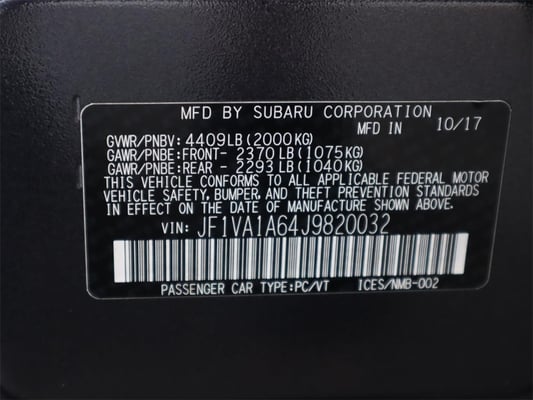 MFD BY SUBARU CORPORATION
MFD IN 10/17
GVWR/PNBV: 4409LB (2000KG)
GAWR/PNBE: FRONT- 2370 LB (1075KG)
GAWR/PNBE: REAR - 2293 LB (1040KG)
THIS VEHICLE CONFORMS TO ALL APPLICABLE FEDERAL MOTOR
VEHICLE SAFETY, BUMPER, AND THEFT PREVENTION STANDARDS
IN EFFECT ON THE DATE OF MANUFACTURE SHOWN ABOVE.
VIN: JF1VA1A64J9820032
PASSENGER CAR TYPE:PC/VT ICES/NMB-002